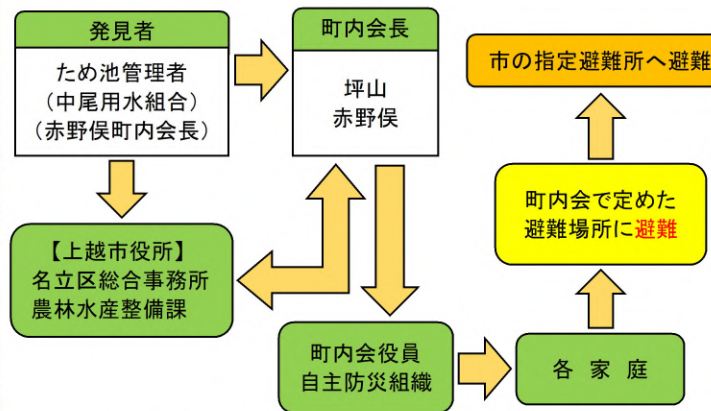 発見者
ため池管理者
(中尾用水組合)
(赤野俣町内会長)
町内会長
坪山
赤野俣
市の指定避難所へ避難
町内会で定めた
避難場所に避難
【上越市役所】
名立区総合事務所
農林水産整備課
町内会役員
自主防災組織
各 家 庭